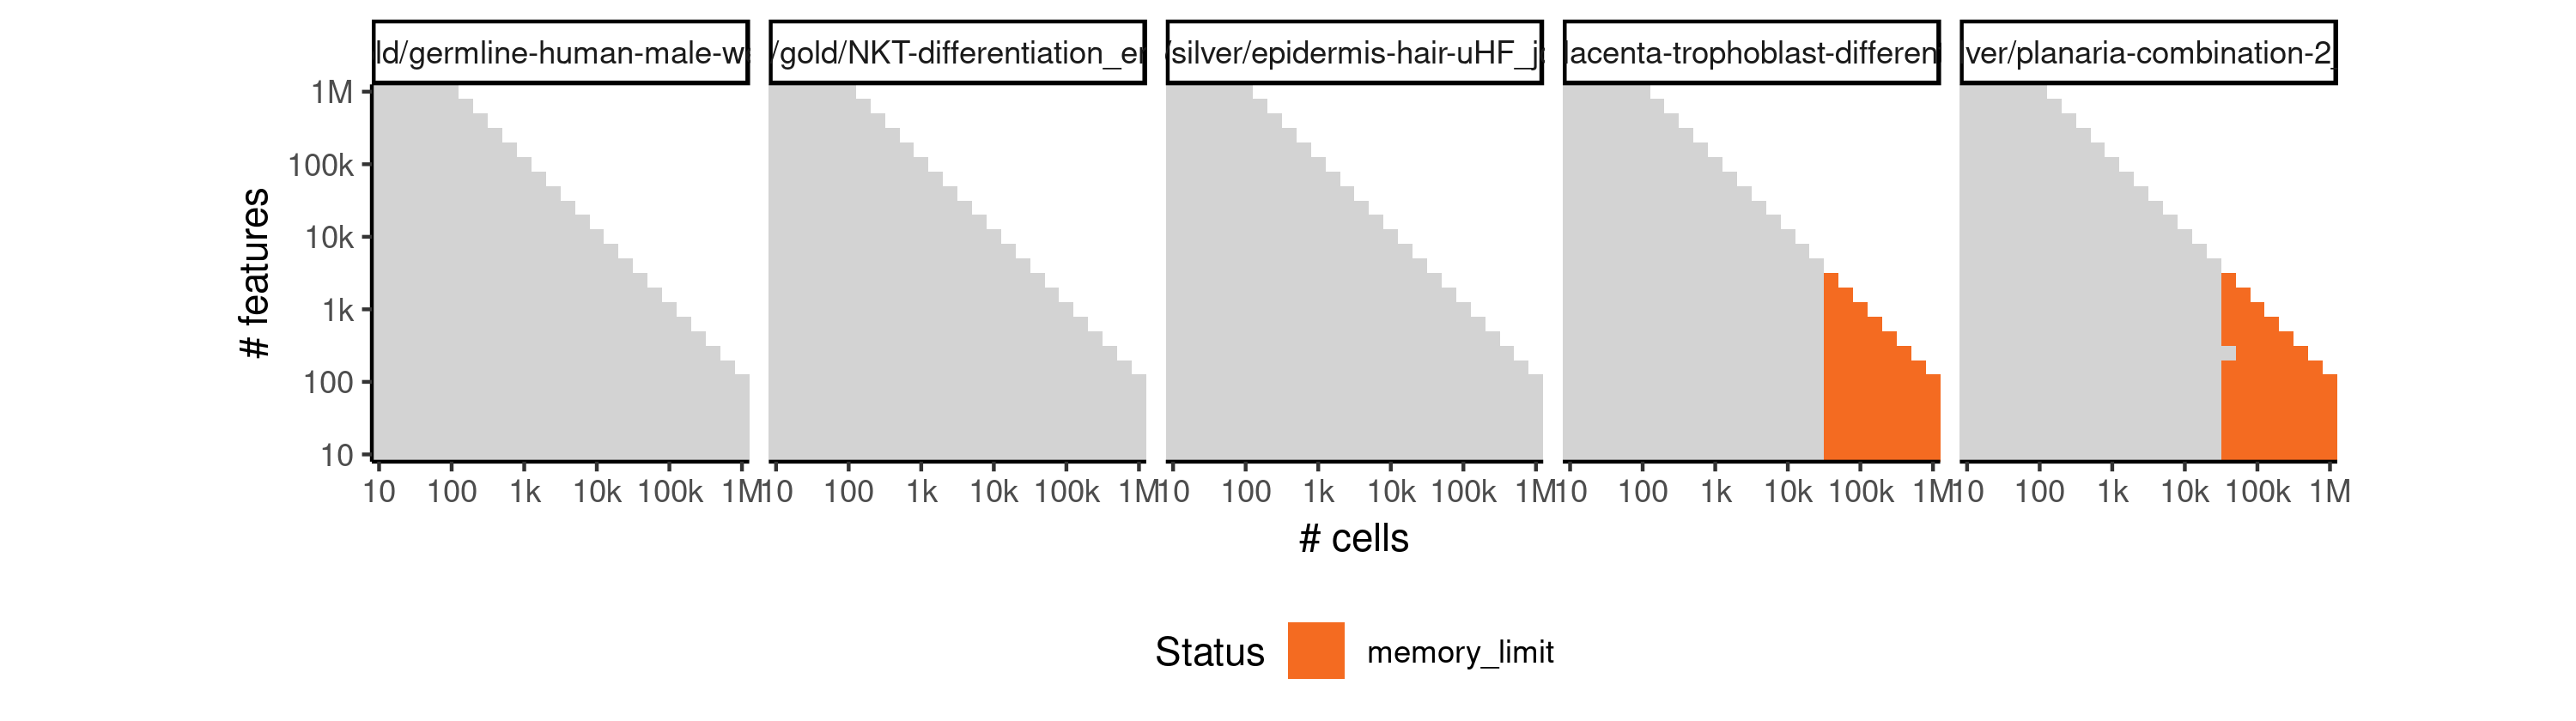 ld/germline-human-male-w
/gold/NKT-differentiation_er
/silver/epidermis-hair-uHF_j
lacenta-trophoblast-differen
ver/planaria-combination-2
1M
100k
10k
1k
100
10
# features
10 100 1k 10k 100k 1M
10 100 1k 10k 100k 1M
10 100 1k 10k 100k 1M
10 100 1k 10k 100k 1M
10 100 1k 10k 100k 1M
# cells
Status memory_limit